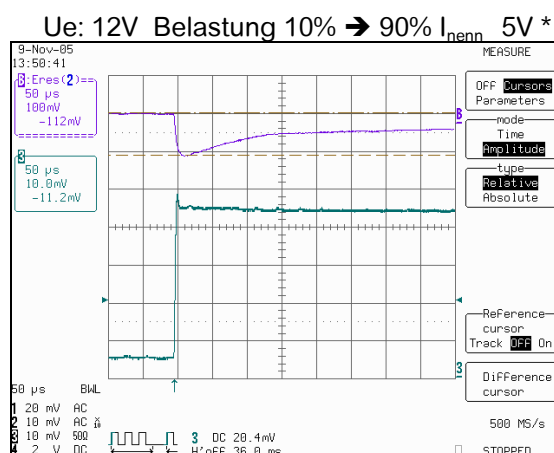 Ue: 12V Belastung 10% ➔ 90% Inenn 5V *
9-Nov-05
13:50:41
MEASURE
B:Eres(2)
50 µs
100mV
-112mV
3
50 µs
10.0mV
-11.2mV
OFF Cursors
Parameters
mode
Time
Amplitude
type
Relative
Absolute
B
Reference
cursor
Track OFF On
3
Difference
cursor
50 µs BWL
1 20 mV AC
2 10 mV AC
3 10 mV 50Ω
4 2 V DC
3 DC 20.4mV
H'off 36.0 ms
500 MS/s
STOPPED